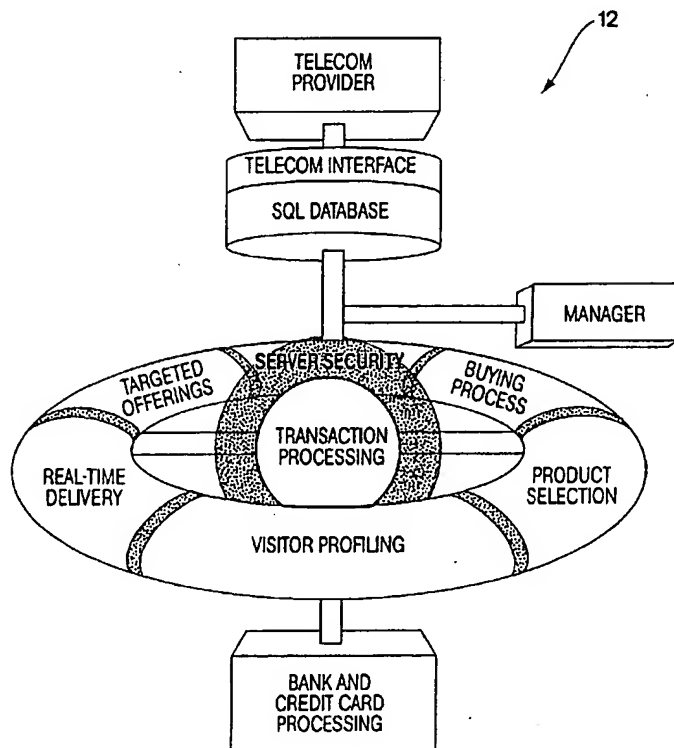 12
TELECOM
PROVIDER
TELECOM INTERFACE
SQL DATABASE
MANAGER
SERVER SECURITY
TARGETED
OFFERINGS
BUYING
PROCESS
TRANSACTION
PROCESSING
REAL-TIME
DELIVERY
PRODUCT
SELECTION
VISITOR PROFILING
BANK AND
CREDIT CARD
PROCESSING